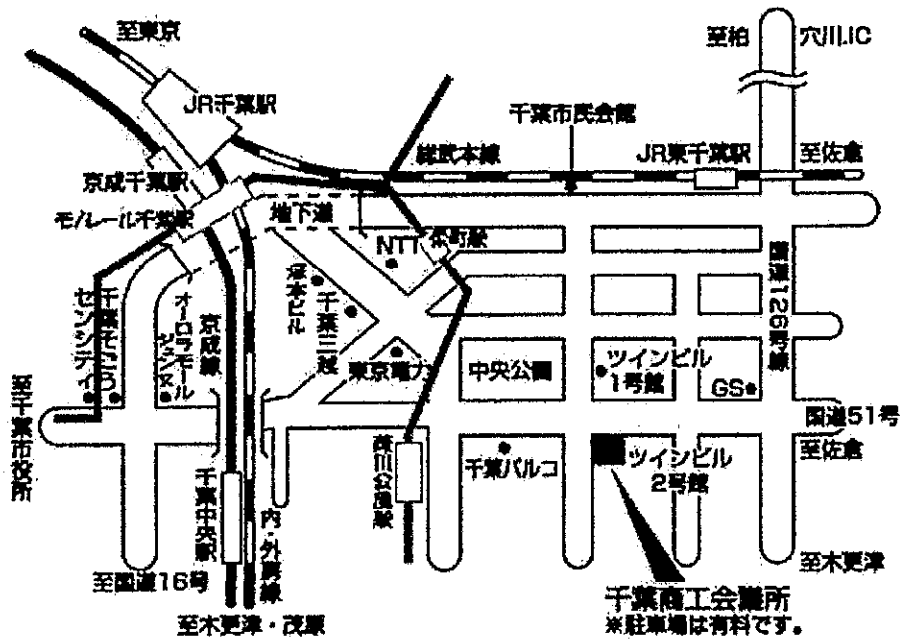 至東京
至柏
穴川.IC
JR千葉駅
千葉市民会館
総武本線
JR東千葉駅
至佐倉
京成千葉駅
モノレール千葉駅
地下道
NTT
栄町駅
国道126号線
塚本ビル
千葉三越
千葉そごう
センシティ
オーロラモール
京成線
東京電力
中央公園
ツインビル
1号館
GS
国道51号
至佐倉
至千葉市役所
千葉中央駅
内・外房線
葭川公園駅
千葉パルコ
ツインビル
2号館
至国道16号
至木更津・茂原
至木更津
千葉商工会議所
※駐車場は有料です。